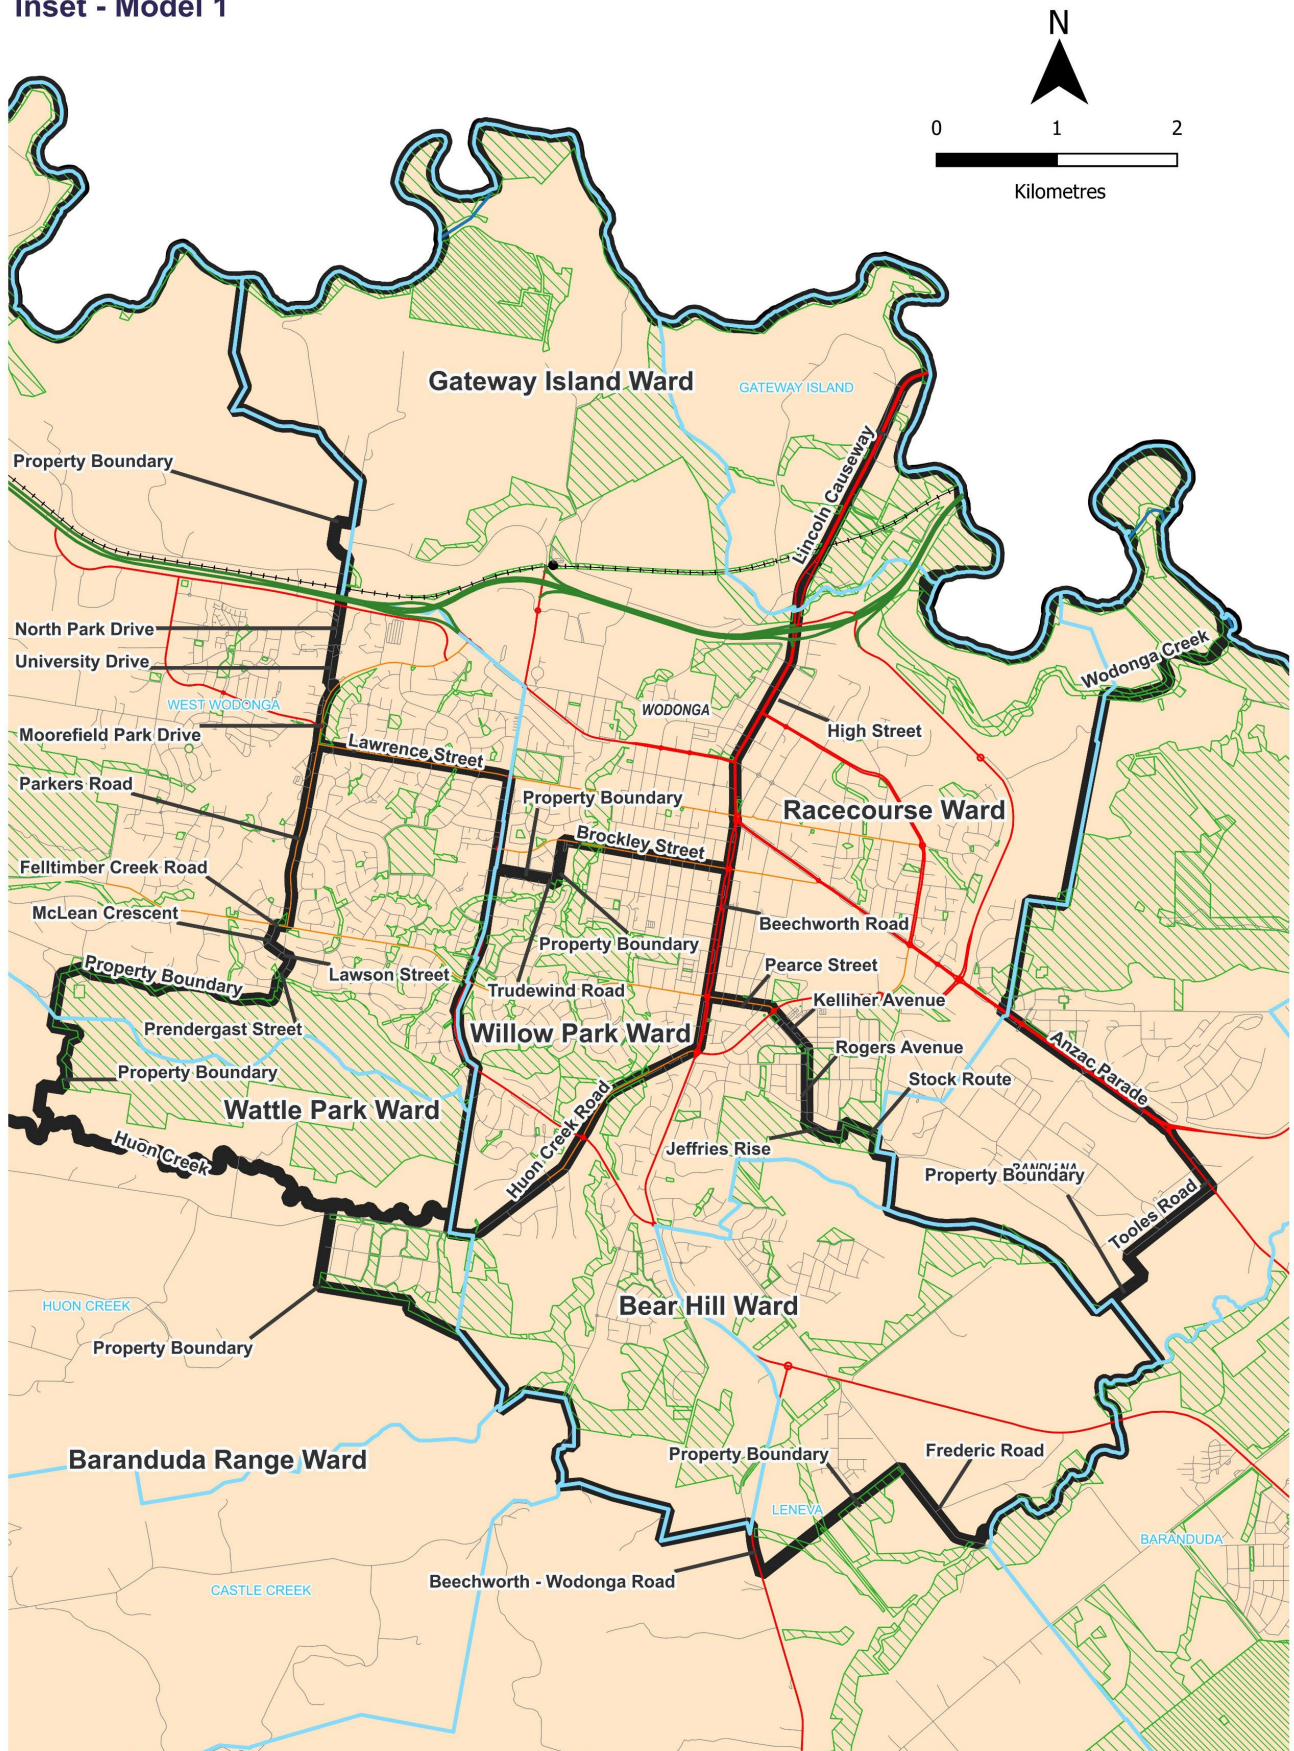 Inset - Model 1
N
0 1 2
Kilometres
Gateway Island Ward
GATEWAY ISLAND
Lincoln Causeway
Property Boundary
North Park Drive
University Drive
WEST WODONGA
Moorefield Park Drive
Wodonga Creek
WODONGA
High Street
Lawrence Street
Parkers Road
Property Boundary
Racecourse Ward
Brockley Street
Felltimber Creek Road
McLean Crescent
Beechworth Road
Property Boundary
Property Boundary
Lawson Street
Pearce Street
Trudewind Road
Kelliher Avenue
Prendergast Street
Willow Park Ward
Rogers Avenue
Anzac Parade
Property Boundary
Stock Route
Wattle Park Ward
Huon Creek Road
Huon Creek
Jeffries Rise
Property Boundary
Tooles Road
HUON CREEK
Bear Hill Ward
Property Boundary
Baranduda Range Ward
Property Boundary
Frederic Road
LENEVA
BARANDUDA
CASTLE CREEK
Beechworth - Wodonga Road